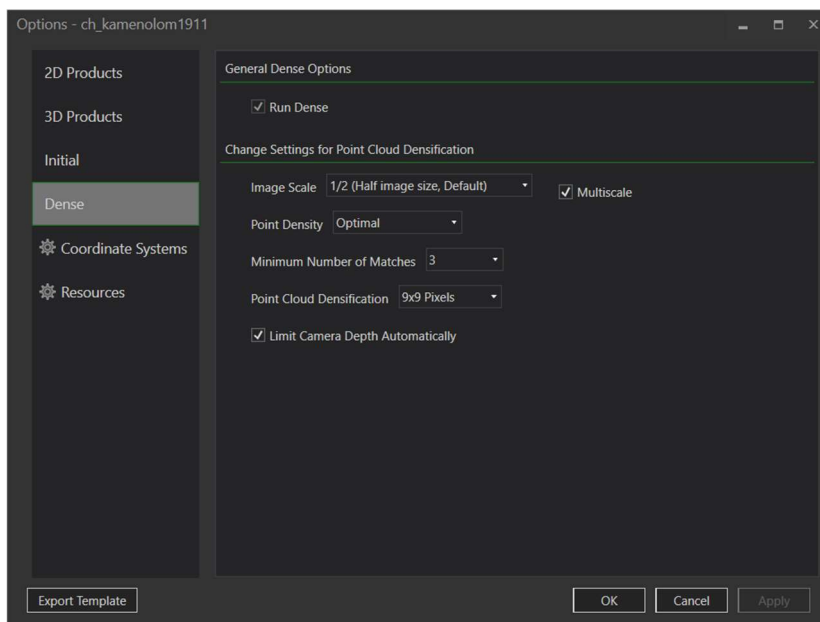 Options - ch_kamenolom1911
2D Products
3D Products
Initial
Dense
Coordinate Systems
Resources
General Dense Options
Run Dense
Change Settings for Point Cloud Densification
Image Scale 1/2 (Half image size, Default) Multiscale
Point Density Optimal
Minimum Number of Matches 3
Point Cloud Densification 9x9 Pixels
Limit Camera Depth Automatically
Export Template OK Cancel Apply